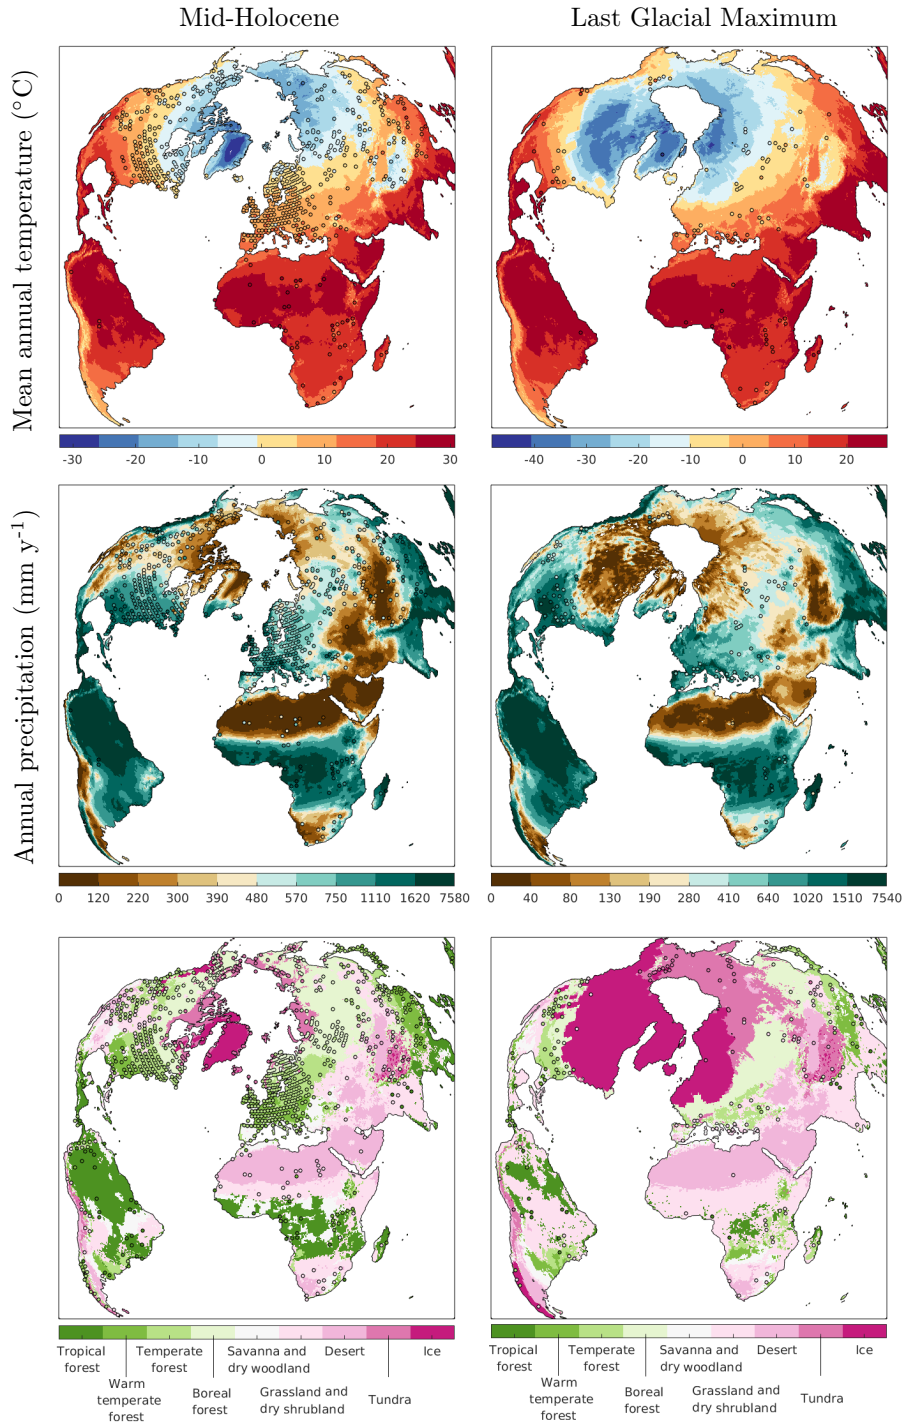 Mid-Holocene
Last Glacial Maximum
Mean annual temperature (°C)
-30 -20 -10 0 10 20 30
-40 -30 -20 -10 0 10 20
Annual precipitation (mm y-1)
0 120 220 300 390 480 570 750 1110 1620 7580
0 40 80 130 190 280 410 640 1020 1510 7540
Tropical forest
Warm temperate forest
Temperate forest
Boreal forest
Savanna and dry woodland
Grassland and dry shrubland
Desert
Tundra
Ice
Tropical forest
Warm temperate forest
Temperate forest
Boreal forest
Savanna and dry woodland
Grassland and dry shrubland
Desert
Tundra
Ice